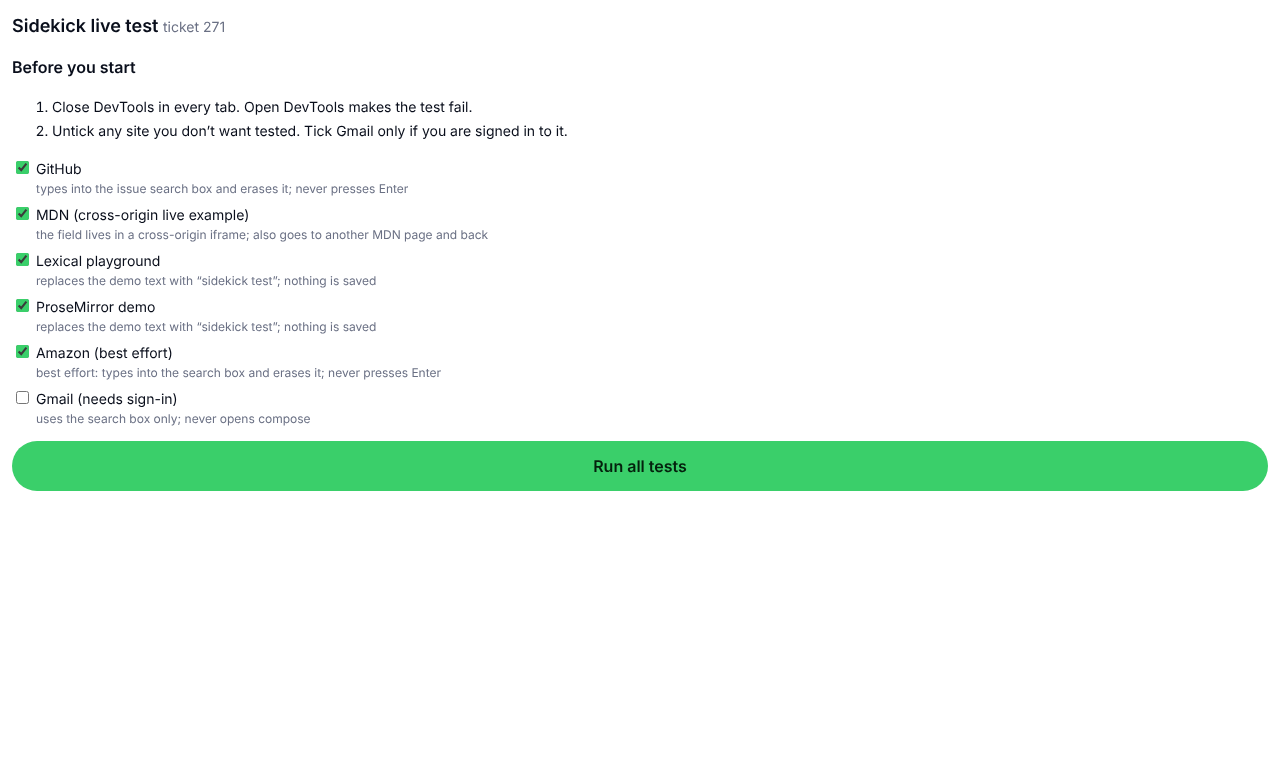 Sidekick live test ticket 271
Before you start
1. Close DevTools in every tab. Open DevTools makes the test fail.
2. Untick any site you don’t want tested. Tick Gmail only if you are signed in to it.
GitHub
types into the issue search box and erases it; never presses Enter
MDN (cross-origin live example)
the field lives in a cross-origin iframe; also goes to another MDN page and back
Lexical playground
replaces the demo text with “sidekick test”; nothing is saved
ProseMirror demo
replaces the demo text with “sidekick test”; nothing is saved
Amazon (best effort)
best effort: types into the search box and erases it; never presses Enter
Gmail (needs sign-in)
uses the search box only; never opens compose
Run all tests